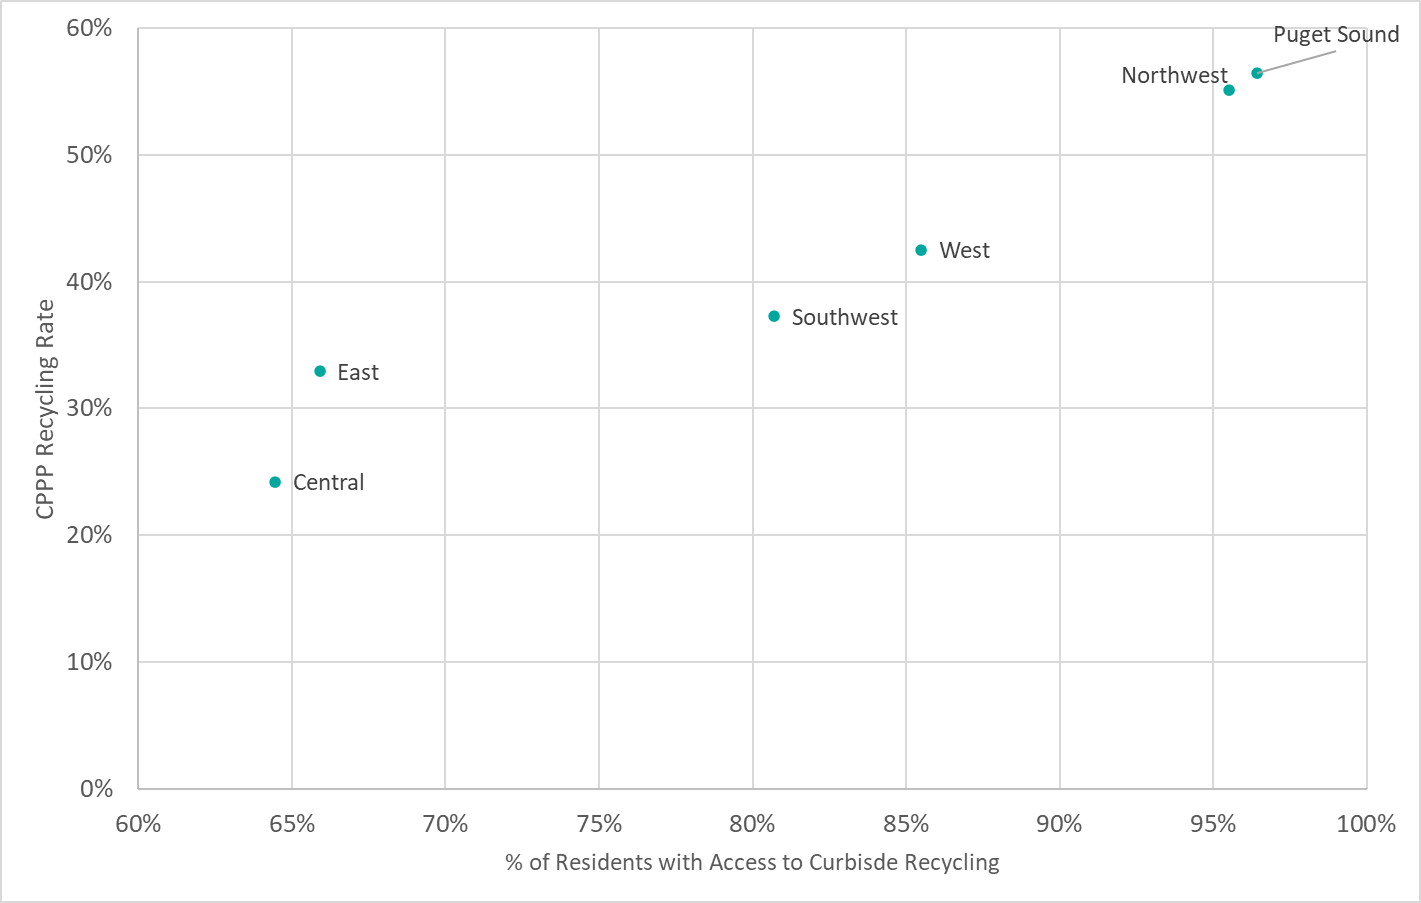 60%
Puget Sound
Northwest
50%
West
40%
Southwest
East
30%
Central
20%
10%
0%
CPPP Recycling Rate
60% 65% 70% 75% 80% 85% 90% 95% 100%
% of Residents with Access to Curbisde Recycling